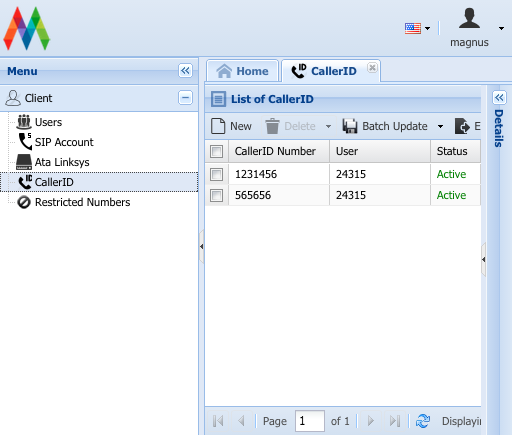 magnus
Menu
Home
CallerID
Client
Users
SIP Account
Ata Linksys
CallerID
Restricted Numbers
List of CallerID
New Delete Batch Update E
CallerID Number User Status
1231456 24315 Active
565656 24315 Active
Page 1 of 1 Displayi
Details